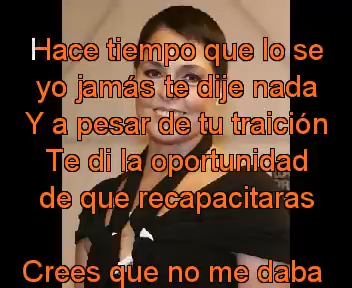 Hace tiempo que lo se
yo jamás te dije nada
Y a pesar de tu traición
Te di la oportunidad
de que recapacitaras
Crees que no me daba